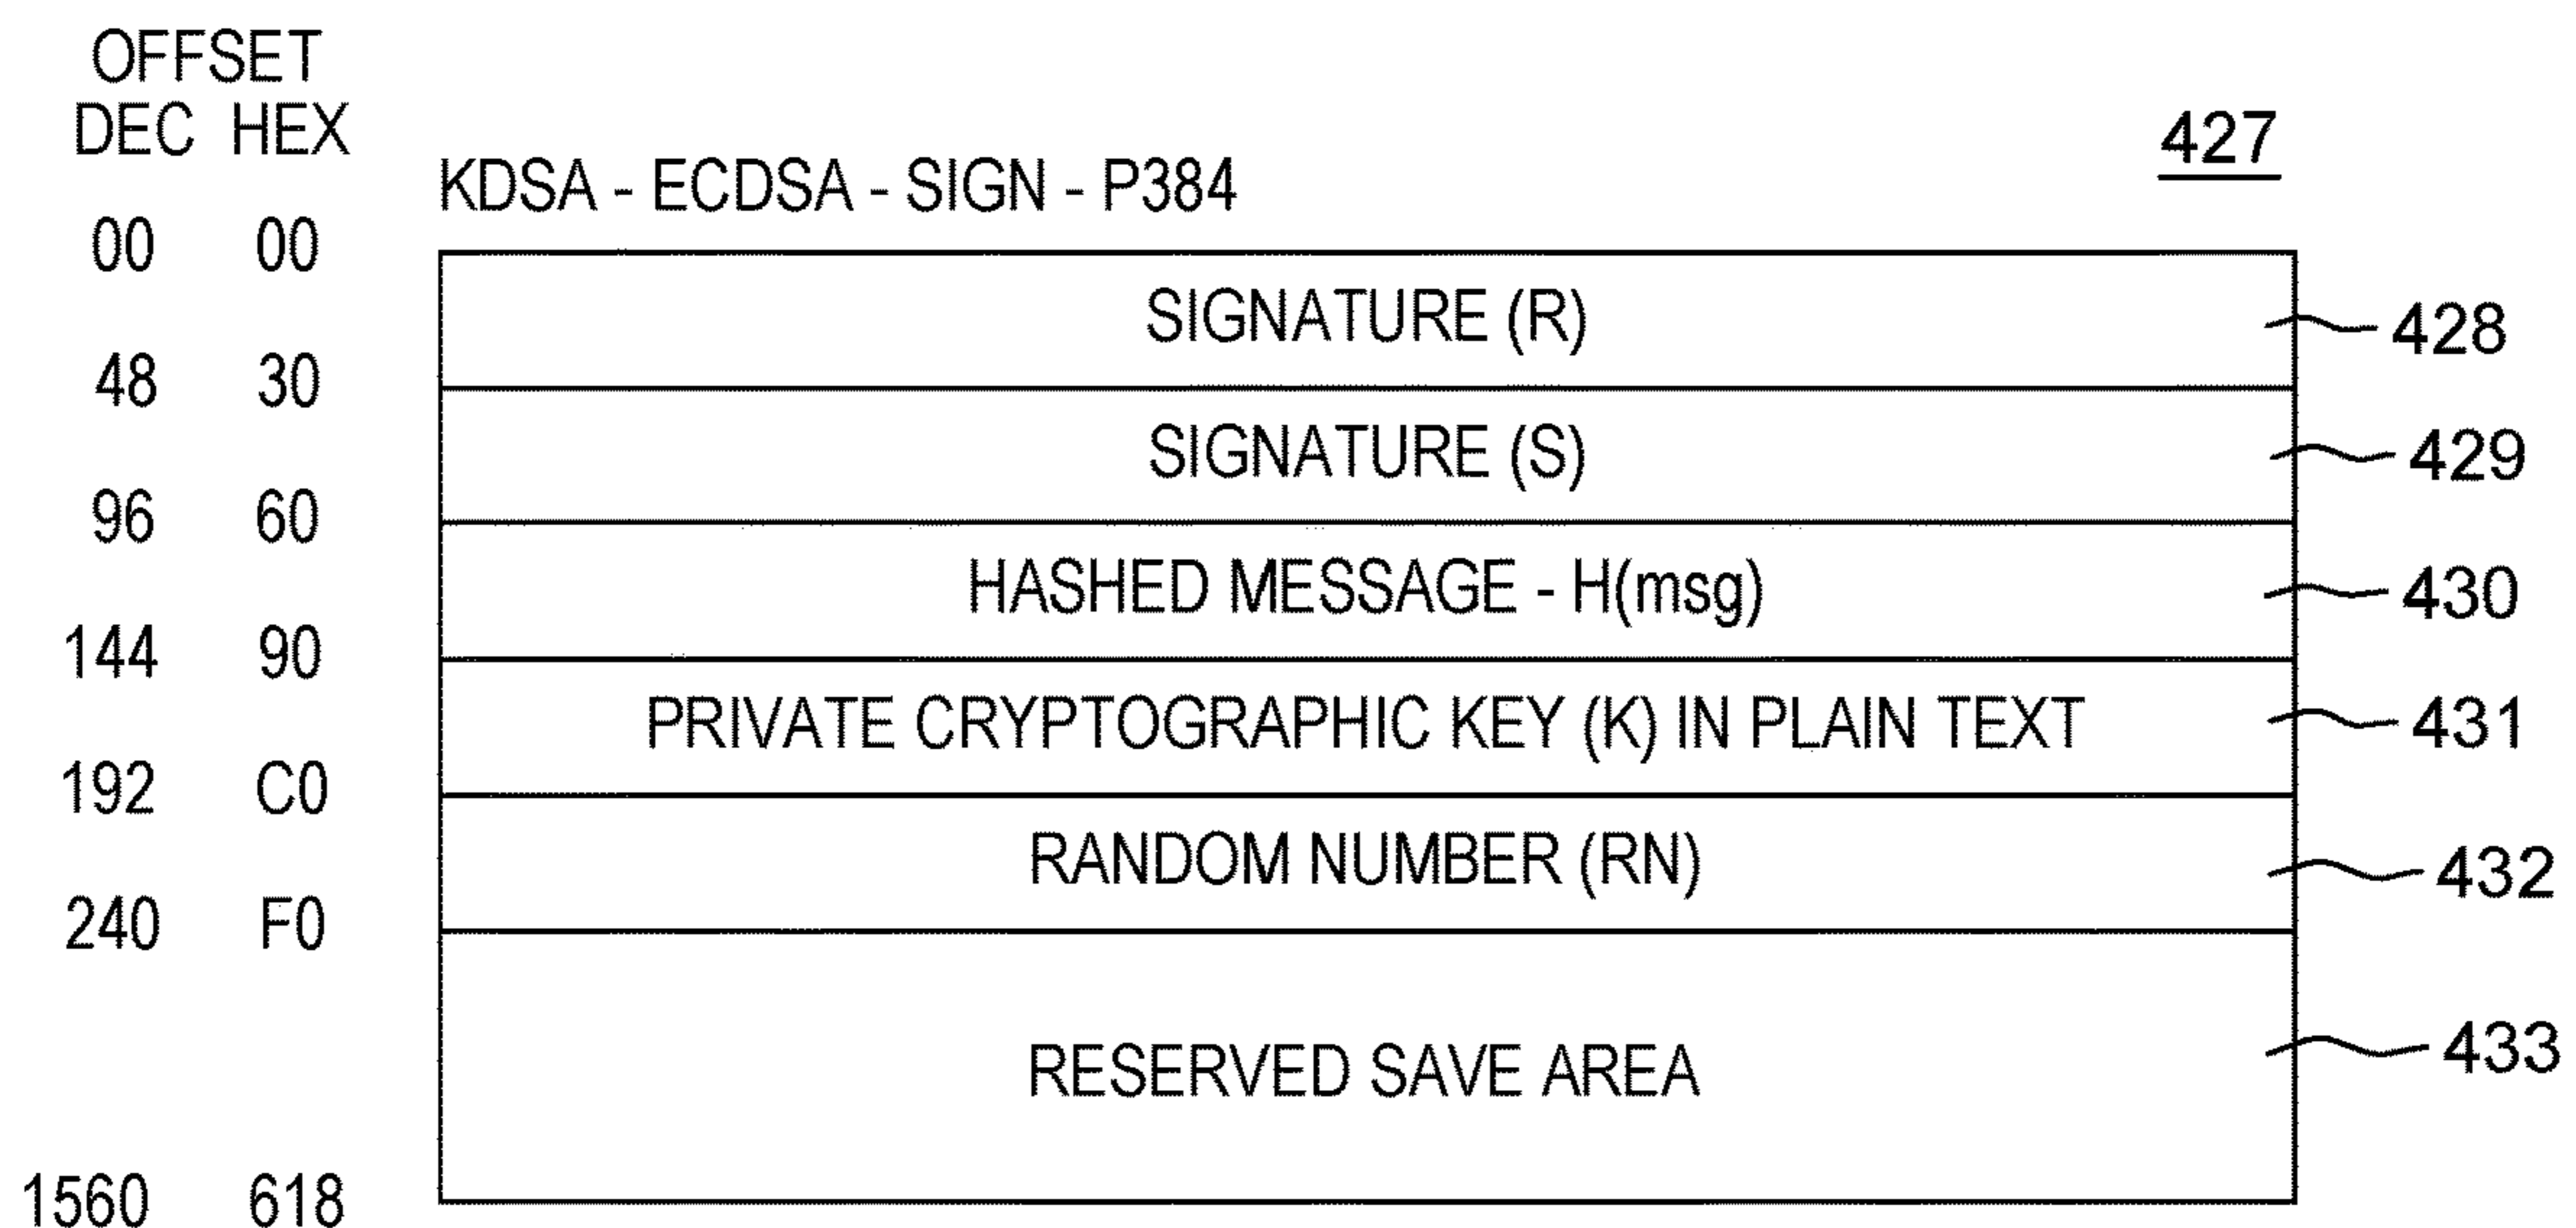 OFFSET
DEC HEX
427
KDSA - ECDSA - SIGN - P384
00 00
SIGNATURE (R)
428
48 30
SIGNATURE (S)
429
96 60
HASHED MESSAGE - H(msg)
430
144 90
PRIVATE CRYPTOGRAPHIC KEY (K) IN PLAIN TEXT
431
192 C0
RANDOM NUMBER (RN)
432
240 F0
RESERVED SAVE AREA
433
1560 618